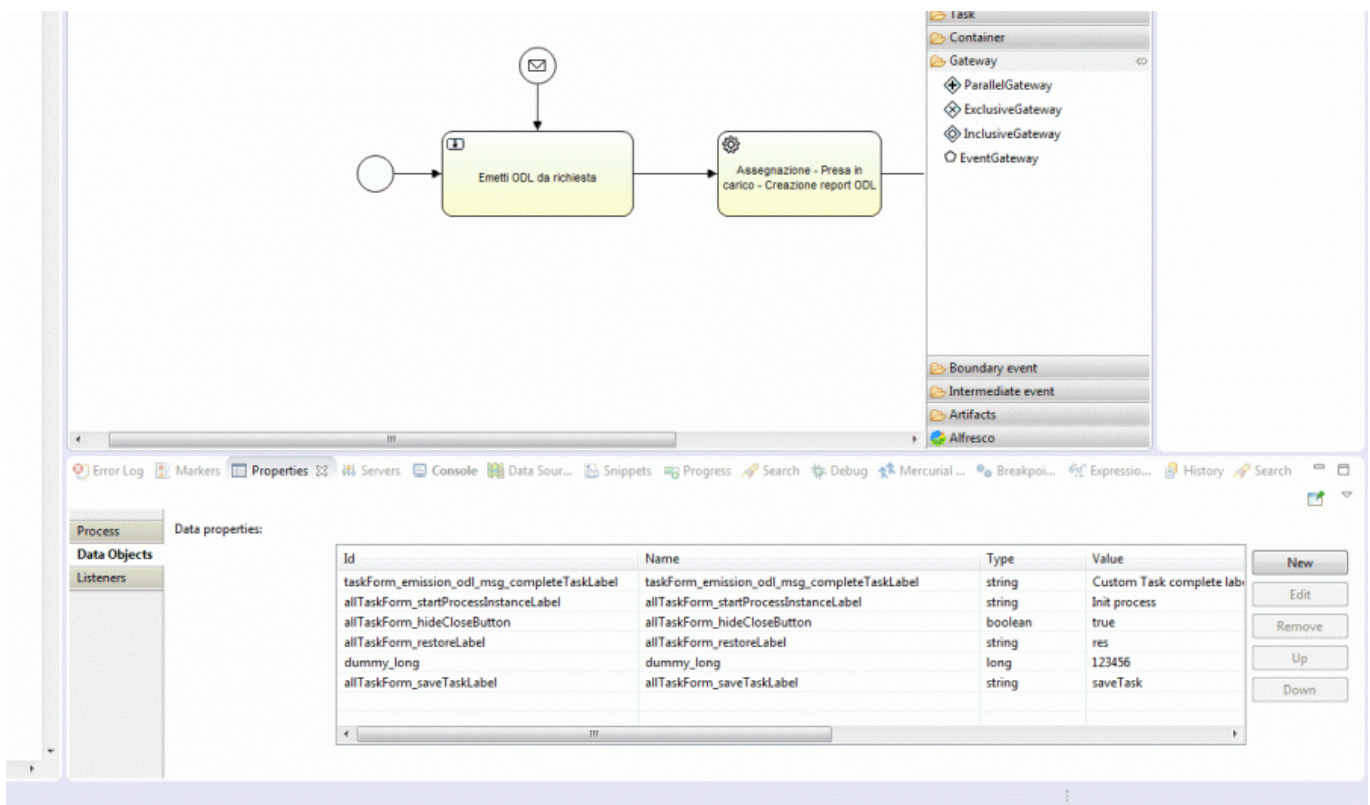 Task
Container
Gateway
ParallelGateway
ExclusiveGateway
InclusiveGateway
EventGateway
Emetti ODL da richiesta
Assegnazione - Presa in
carico - Creazione report ODL
Boundary event
Intermediate event
Artifacts
Alfresco
Error Log Markers Properties Servers Console Data Sour... Snippets Progress Search Debug Mercurial ... Breakpoi... Expressio... History Search
Process
Data Objects
Listeners
Data properties:
Id Name Type Value
taskForm_emission_odl_msg_completeTaskLabel taskForm_emission_odl_msg_completeTaskLabel string Custom Task complete lab
allTaskForm_startProcessInstanceLabel allTaskForm_startProcessInstanceLabel string Init process
allTaskForm_hideCloseButton allTaskForm_hideCloseButton boolean true
allTaskForm_restoreLabel allTaskForm_restoreLabel string res
dummy_long dummy_long long 123456
allTaskForm_saveTaskLabel allTaskForm_saveTaskLabel string saveTask
New
Edit
Remove
Up
Down